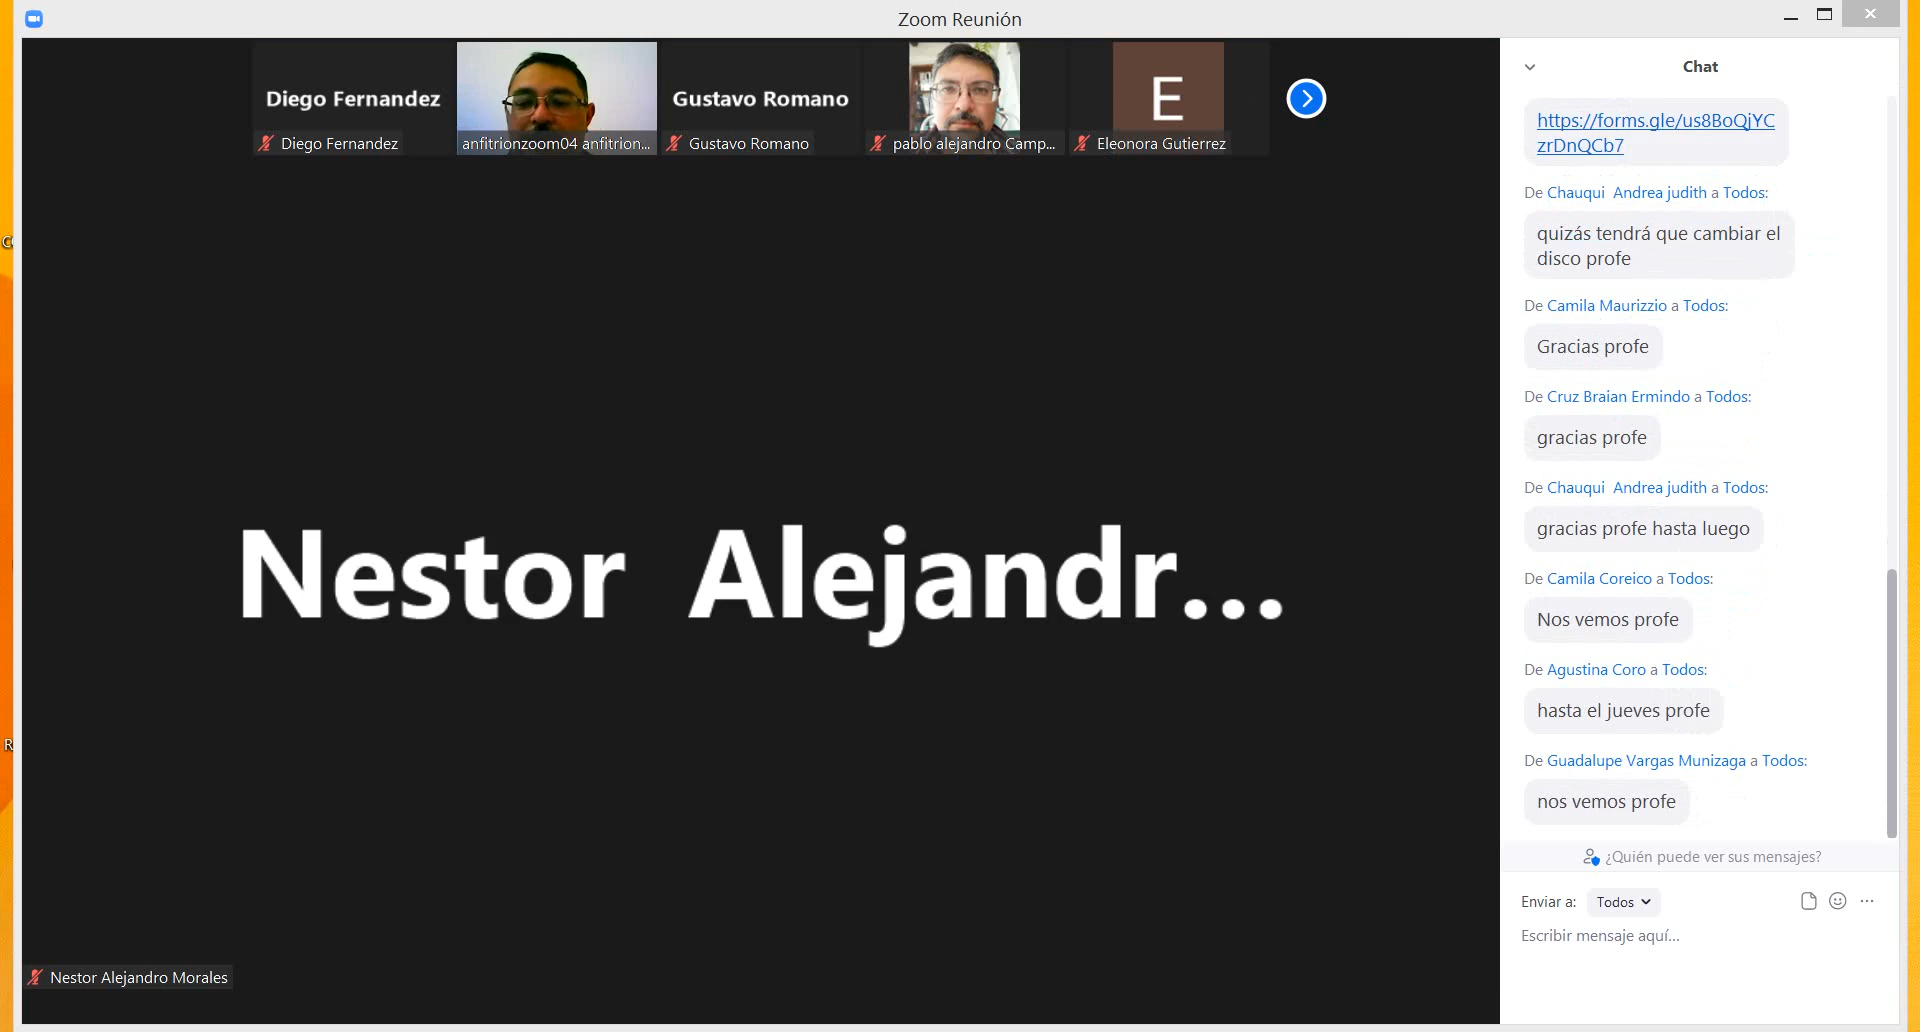 Zoom Reunión
Diego Fernandez
Diego Fernandez
anfitrionzoom04 anfitrion...
Gustavo Romano
Gustavo Romano
pablo alejandro Camp...
E
Eleonora Gutierrez
Nestor Alejandr...
Nestor Alejandro Morales
Chat
https://forms.gle/us8BoQjYC
zrDnQCb7
De Chauqui Andrea judith a Todos:
quizás tendrá que cambiar el
disco profe
De Camila Maurizzio a Todos:
Gracias profe
De Cruz Braian Ermindo a Todos:
gracias profe
De Chauqui Andrea judith a Todos:
gracias profe hasta luego
De Camila Coreico a Todos:
Nos vemos profe
De Agustina Coro a Todos:
hasta el jueves profe
De Guadalupe Vargas Munizaga a Todos:
nos vemos profe
¿Quién puede ver sus mensajes?
Enviar a: Todos
Escribir mensaje aquí...